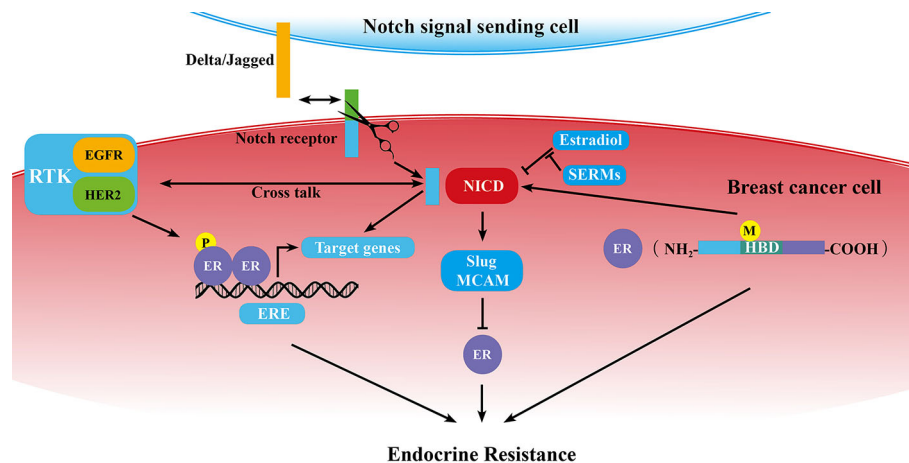 Notch signal sending cell
Delta/Jagged
Notch receptor
RTK
EGFR
HER2
Cross talk
NICD
Estradiol
SERMs
Breast cancer cell
P
ER
ER
Target genes
ERE
Slug
MCAM
ER
ER
( NH₂-
M
HBD
-COOH )
Endocrine Resistance